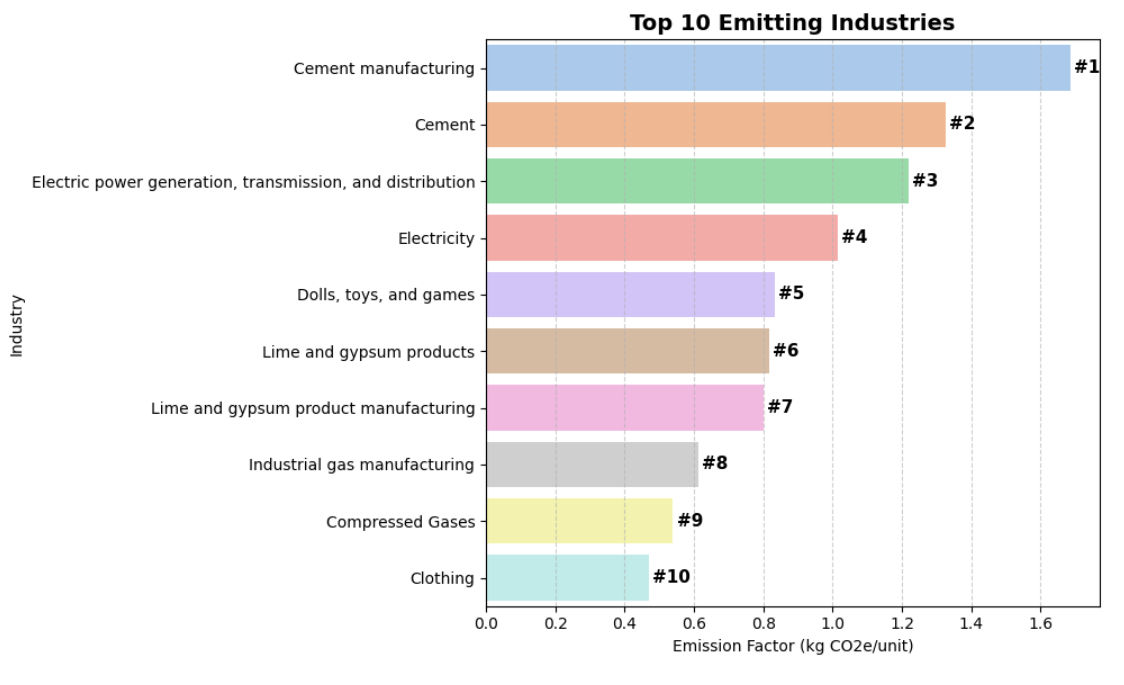 Top 10 Emitting Industries
Cement manufacturing #1
Cement #2
Electric power generation, transmission, and distribution #3
Electricity #4
Dolls, toys, and games #5
Lime and gypsum products #6
Lime and gypsum product manufacturing #7
Industrial gas manufacturing #8
Compressed Gases #9
Clothing #10
Industry
0.0 0.2 0.4 0.6 0.8 1.0 1.2 1.4 1.6
Emission Factor (kg CO2e/unit)